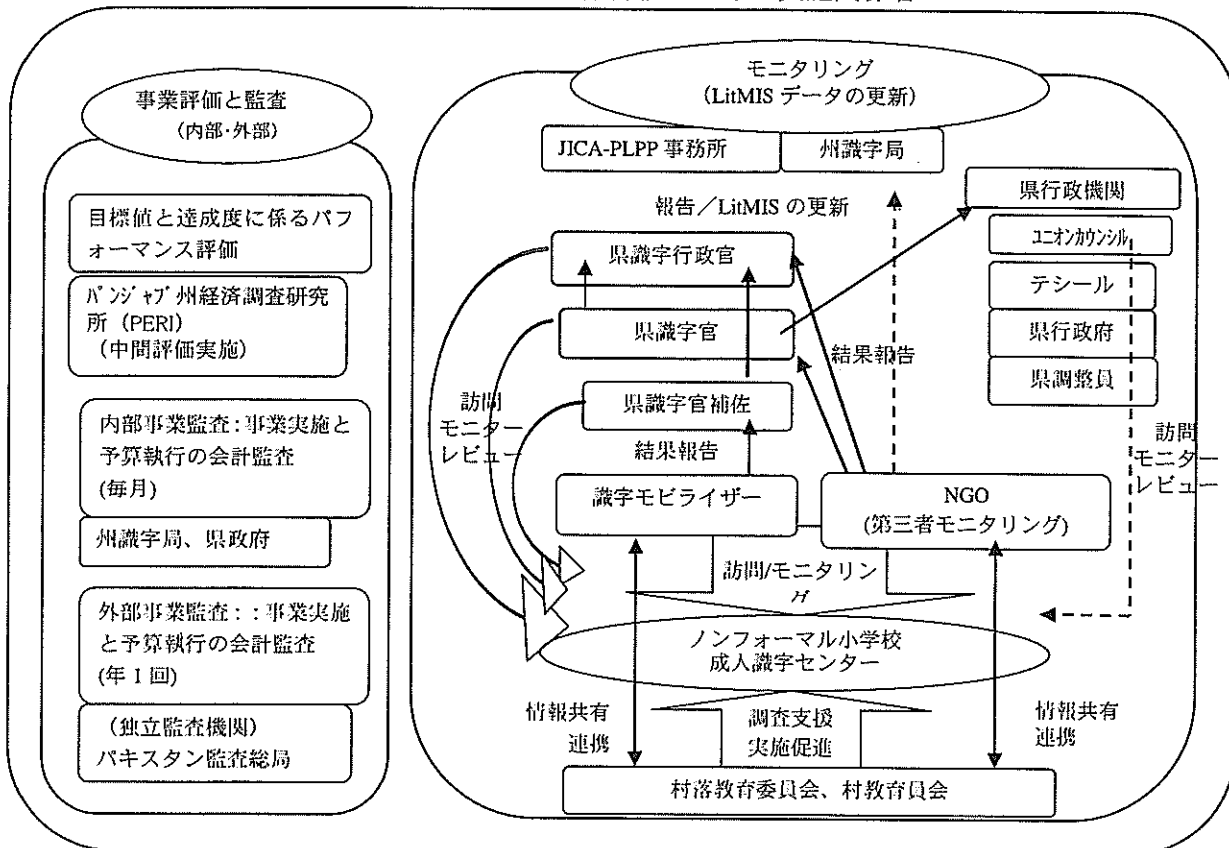 事業評価と監査
(内部・外部)
目標値と達成度に係るパフ
ォーマンス評価
パンジャブ州経済調査研究
所（PERI）
（中間評価実施）
内部事業監査：事業実施と
予算執行の会計監査
(毎月)
州識字局、県政府
外部事業監査：：事業実施
と予算執行の会計監査
(年1回)
（独立監査機関）
パキスタン監査総局
モニタリング
（LitMIS データの更新）
JICA-PLPP 事務所
州識字局
報告／LitMIS の更新
県行政機関
ユニオンカウンシル
テシール
県行政府
県調整員
県識字行政官
県識字官
結果報告
県識字官補佐
訪問
モニター
レビュー
結果報告
訪問
モニター
レビュー
識字モビライザー
NGO
(第三者モニタリング)
訪問/モニタリン
グ
ノンフォーマル小学校
成人識字センター
情報共有
連携
調査支援
実施促進
情報共有
連携
村落教育委員会、村教育員会